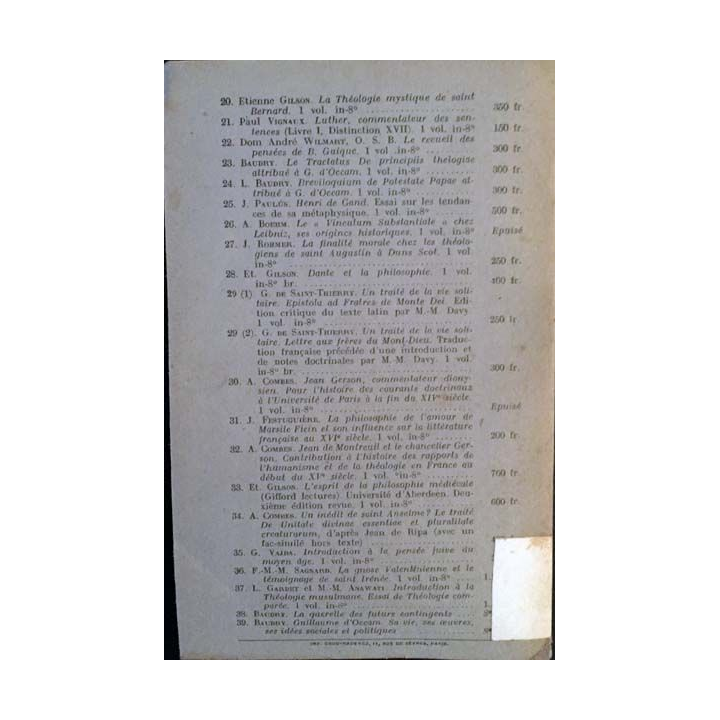 20. Etienne GILSON. La Théologie mystique de saint
Bernard. 1 vol. in-8° .................... 350 fr.
21. Paul VIGNAUX. Luther, commentateur des sen-
tences (Livre I, Distinction XVII). 1 vol. in-8° 150 fr.
22. Dom André WILMART, O. S. B. Le recueil des
pensées de B. Guigue. 1 vol .in-8° .......... 300 fr.
23. BAUDRY. Le Tractatus De principiis theologiae
attribué à G. d'Occam. 1 vol. in-8° .......... 300 fr.
24. L. BAUDRY. Breviloquium de Potestate Papae at-
tribué à G. d'Occam. 1 vol. in-8° .......... 300 fr.
25. J. PAULUS. Henri de Gand. Essai sur les tendan-
ces de sa métaphysique. 1 vol. in-8° .......... 500 fr.
26. A. BOEHM. Le « Vinculum Substantiale » chez
Leibniz, ses origines historiques. 1 vol. in-8° Epuisé
27. J. ROHMER. La finalité morale chez les théolo-
giens de saint Augustin à Duns Scot. 1 vol.
in-8° .................... 250 fr.
28. Et. GILSON. Dante et la philosophie. 1 vol.
in-8° br. .................... 400 fr.
29 (1) G. DE SAINT-THIERRY. Un traité de la vie soli-
taire. Epistola ad Fratres de Monte Dei. Edi-
tion critique du texte latin par M.-M. Davy.
1 vol. in-8° .................... 250 fr.
29 (2). G. DE SAINT-THIERRY. Un traité de la vie soli-
taire. Lettre aux frères du Mont-Dieu. Traduc-
tion française précédée d'une introduction et
de notes doctrinales par M.-M. Davy. 1 vol.
in-8° br. .................... 300 fr.
30. A. COMBES. Jean Gerson, commentateur diony-
sien. Pour l'histoire des courants doctrinaux
à l'Université de Paris à la fin du XIVe siècle.
1 vol. in-8° .................... Epuisé
31. J. FESTUGIÈRE. La philosophie de l'amour de
Marsile Ficin et son influence sur la littérature
française au XVIe siècle. 1 vol. in-8° ........ 200 fr.
32. A. COMBES. Jean de Montreuil et le chancelier Ger-
son. Contribution à l'histoire des rapports de
l'humanisme et de la théologie en France au
début du XVe siècle. 1 vol. in-8° .......... 700 fr.
33. Et. GILSON. L'esprit de la philosophie médiévale
(Gifford lectures). Université d'Aberdeen. Deu-
xième édition revue. 1 vol. in-8° .......... 600 fr.
34. A. COMBES. Un inédit de saint Anselme? Le traité
De Unitate divinae essentiae et pluralitate
creaturarum, d'après Jean de Ripa (avec un
fac-similé hors texte) ....................
35. G. VAJDA. Introduction à la pensée juive du
moyen âge. 1 vol. in-8° ....................
36. F.-M.-M. SAGNARD. La gnose Valentinienne et le
témoignage de saint Irénée. 1 vol. in-8° .... 1.
37. L. GARDET et M.-M. ANAWATI. Introduction à la
Théologie musulmane. Essai de Théologie com-
parée. 1 vol. in-8° .................... 1.
38. BAUDRY. La querelle des futurs contingents ....
39. BAUDRY. Guillaume d'Occam. Sa vie, ses œuvres,
ses idées sociales et politiques ..........